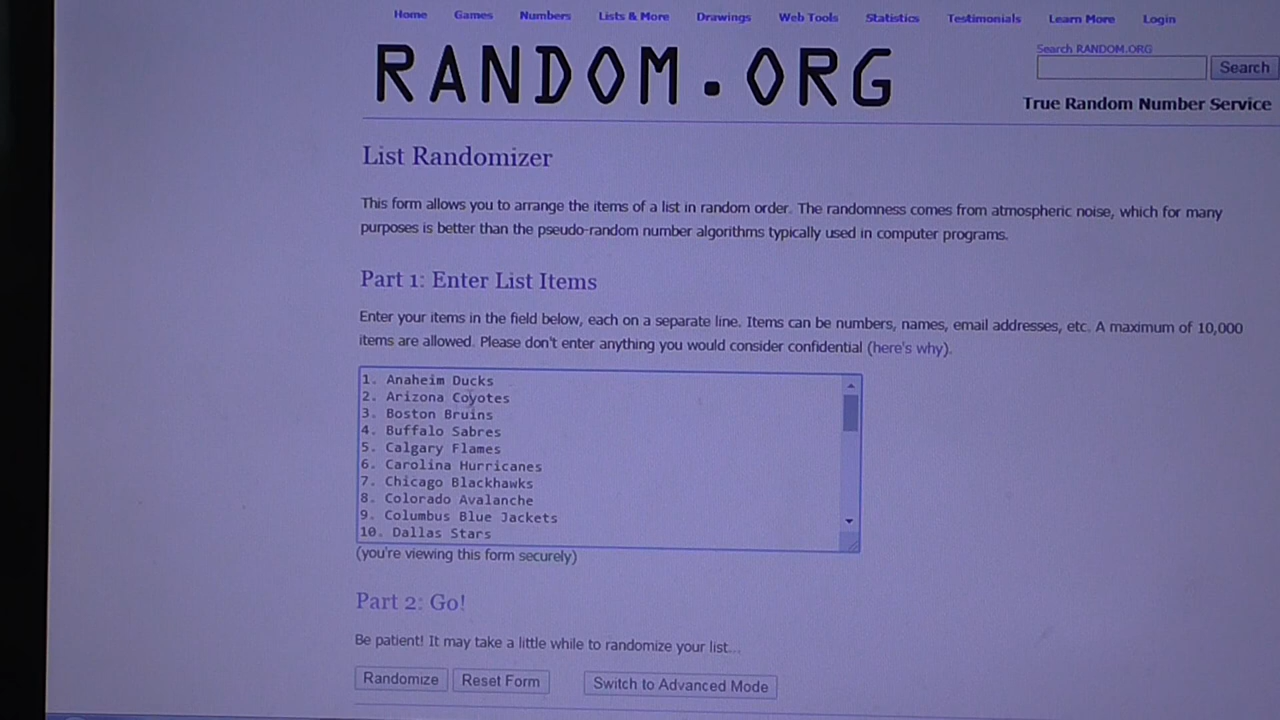 Home Games Numbers Lists & More Drawings Web Tools Statistics Testimonials Learn More Login
RANDOM.ORG
Search RANDOM.ORG
Search
True Random Number Service
List Randomizer
This form allows you to arrange the items of a list in random order. The randomness comes from atmospheric noise, which for many
purposes is better than the pseudo-random number algorithms typically used in computer programs.
Part 1: Enter List Items
Enter your items in the field below, each on a separate line. Items can be numbers, names, email addresses, etc. A maximum of 10,000
items are allowed. Please don't enter anything you would consider confidential (here's why).
1. Anaheim Ducks
2. Arizona Coyotes
3. Boston Bruins
4. Buffalo Sabres
5. Calgary Flames
6. Carolina Hurricanes
7. Chicago Blackhawks
8. Colorado Avalanche
9. Columbus Blue Jackets
10. Dallas Stars
(you're viewing this form securely)
Part 2: Go!
Be patient! It may take a little while to randomize your list...
Randomize Reset Form Switch to Advanced Mode